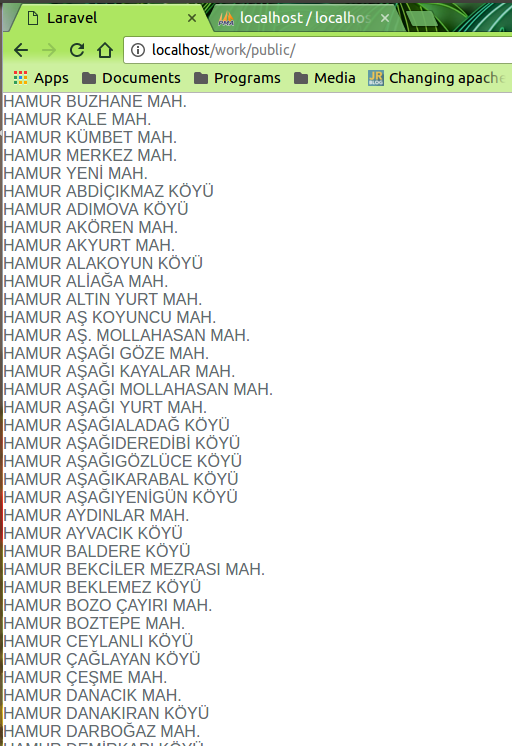 Laravel
localhost / localhos
localhost/work/public/
Apps Documents Programs Media Changing apache
HAMUR BUZHANE MAH.
HAMUR KALE MAH.
HAMUR KÜMBET MAH.
HAMUR MERKEZ MAH.
HAMUR YENİ MAH.
HAMUR ABDİÇIKMAZ KÖYÜ
HAMUR ADIMOVA KÖYÜ
HAMUR AKÖREN MAH.
HAMUR AKYURT MAH.
HAMUR ALAKOYUN KÖYÜ
HAMUR ALİAĞA MAH.
HAMUR ALTIN YURT MAH.
HAMUR AŞ KOYUNCU MAH.
HAMUR AŞ. MOLLAHASAN MAH.
HAMUR AŞAĞI GÖZE MAH.
HAMUR AŞAĞI KAYALAR MAH.
HAMUR AŞAĞI MOLLAHASAN MAH.
HAMUR AŞAĞI YURT MAH.
HAMUR AŞAĞIALADAĞ KÖYÜ
HAMUR AŞAĞIDEREDİBİ KÖYÜ
HAMUR AŞAĞIGÖZLÜCE KÖYÜ
HAMUR AŞAĞIKARABAL KÖYÜ
HAMUR AŞAĞIYENİGÜN KÖYÜ
HAMUR AYDINLAR MAH.
HAMUR AYVACIK KÖYÜ
HAMUR BALDERE KÖYÜ
HAMUR BEKCİLER MEZRASI MAH.
HAMUR BEKLEMEZ KÖYÜ
HAMUR BOZO ÇAYIRI MAH.
HAMUR BOZTEPE MAH.
HAMUR CEYLANLI KÖYÜ
HAMUR ÇAĞLAYAN KÖYÜ
HAMUR ÇEŞME MAH.
HAMUR DANACIK MAH.
HAMUR DANAKIRAN KÖYÜ
HAMUR DARBOĞAZ MAH.
HAMUR DEMİRKAPI KÖYÜ